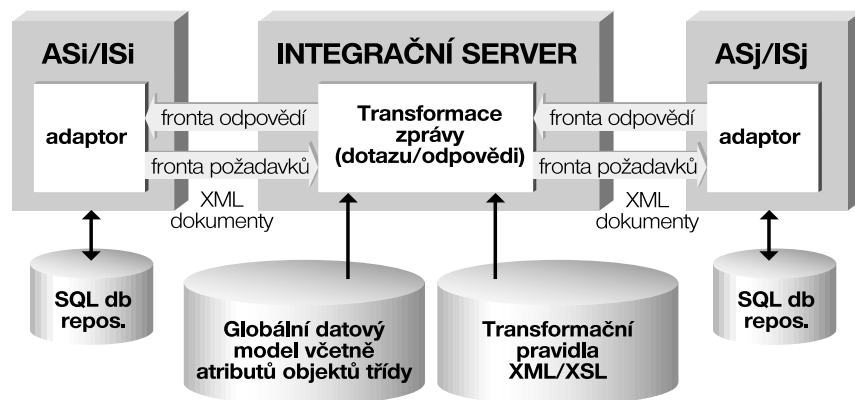 ASi/ISi
INTEGRAČNÍ SERVER
ASj/ISj
adaptor
fronta odpovědí
fronta požadavků
XML
dokumenty
Transformace
zprávy
(dotazu/odpovědi)
fronta odpovědí
fronta požadavků
XML
dokumenty
adaptor
SQL db
repos.
Globální datový
model včetně
atributů objektů třídy
Transformační
pravidla
XML/XSL
SQL db
repos.